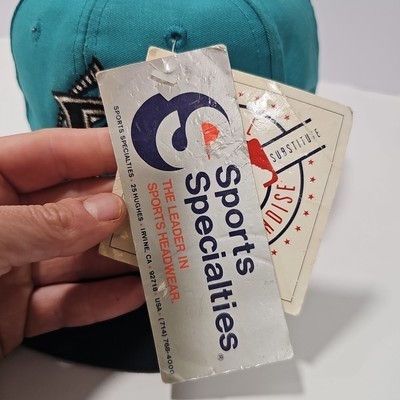 Sports
Specialties®
THE LEADER IN
SPORTS HEADWEAR.
SPORTS SPECIALTIES · 25 HUGHES · IRVINE, CA · 92718 · USA · (714) 768-4000
SUBSTITUTE